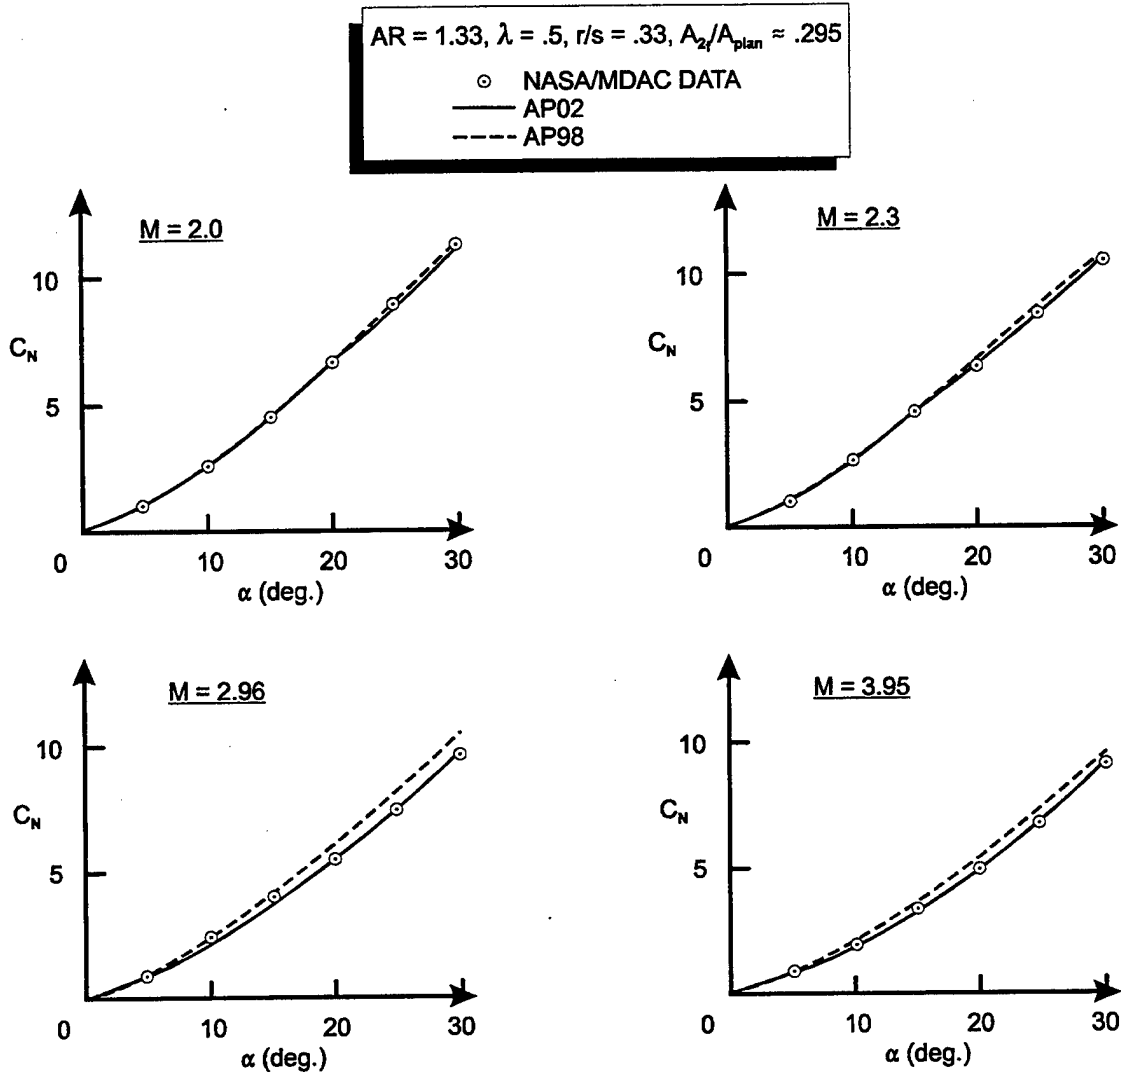 AR = 1.33, λ = .5, r/s = .33, A₂f/Aplan ≈ .295
NASA/MDAC DATA
AP02
AP98
M = 2.0
10
CN
5
0
10
20
30
α (deg.)
M = 2.3
10
CN
5
0
10
20
30
α (deg.)
M = 2.96
10
CN
5
0
10
20
30
α (deg.)
M = 3.95
10
CN
5
0
10
20
30
α (deg.)